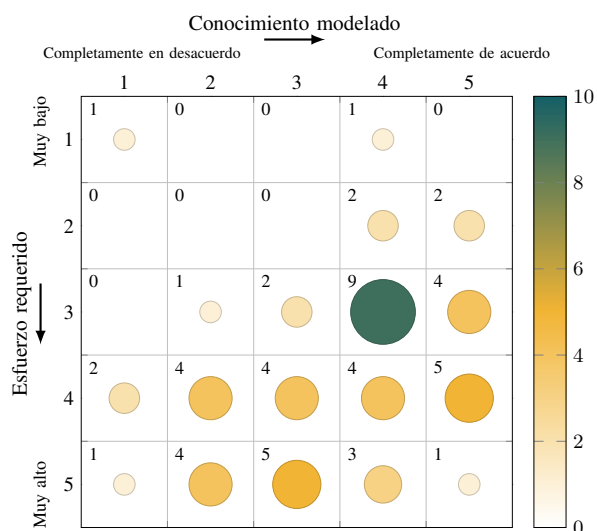 Conocimiento modelado
Completamente en desacuerdo Completamente de acuerdo
1 2 3 4 5
Esfuerzo requerido
Muy bajo
Muy alto
1
1 0 0 1 0
2
0 0 0 2 2
3
0 1 2 9 4
4
2 4 4 4 5
5
1 4 5 3 1
10
8
6
4
2
0